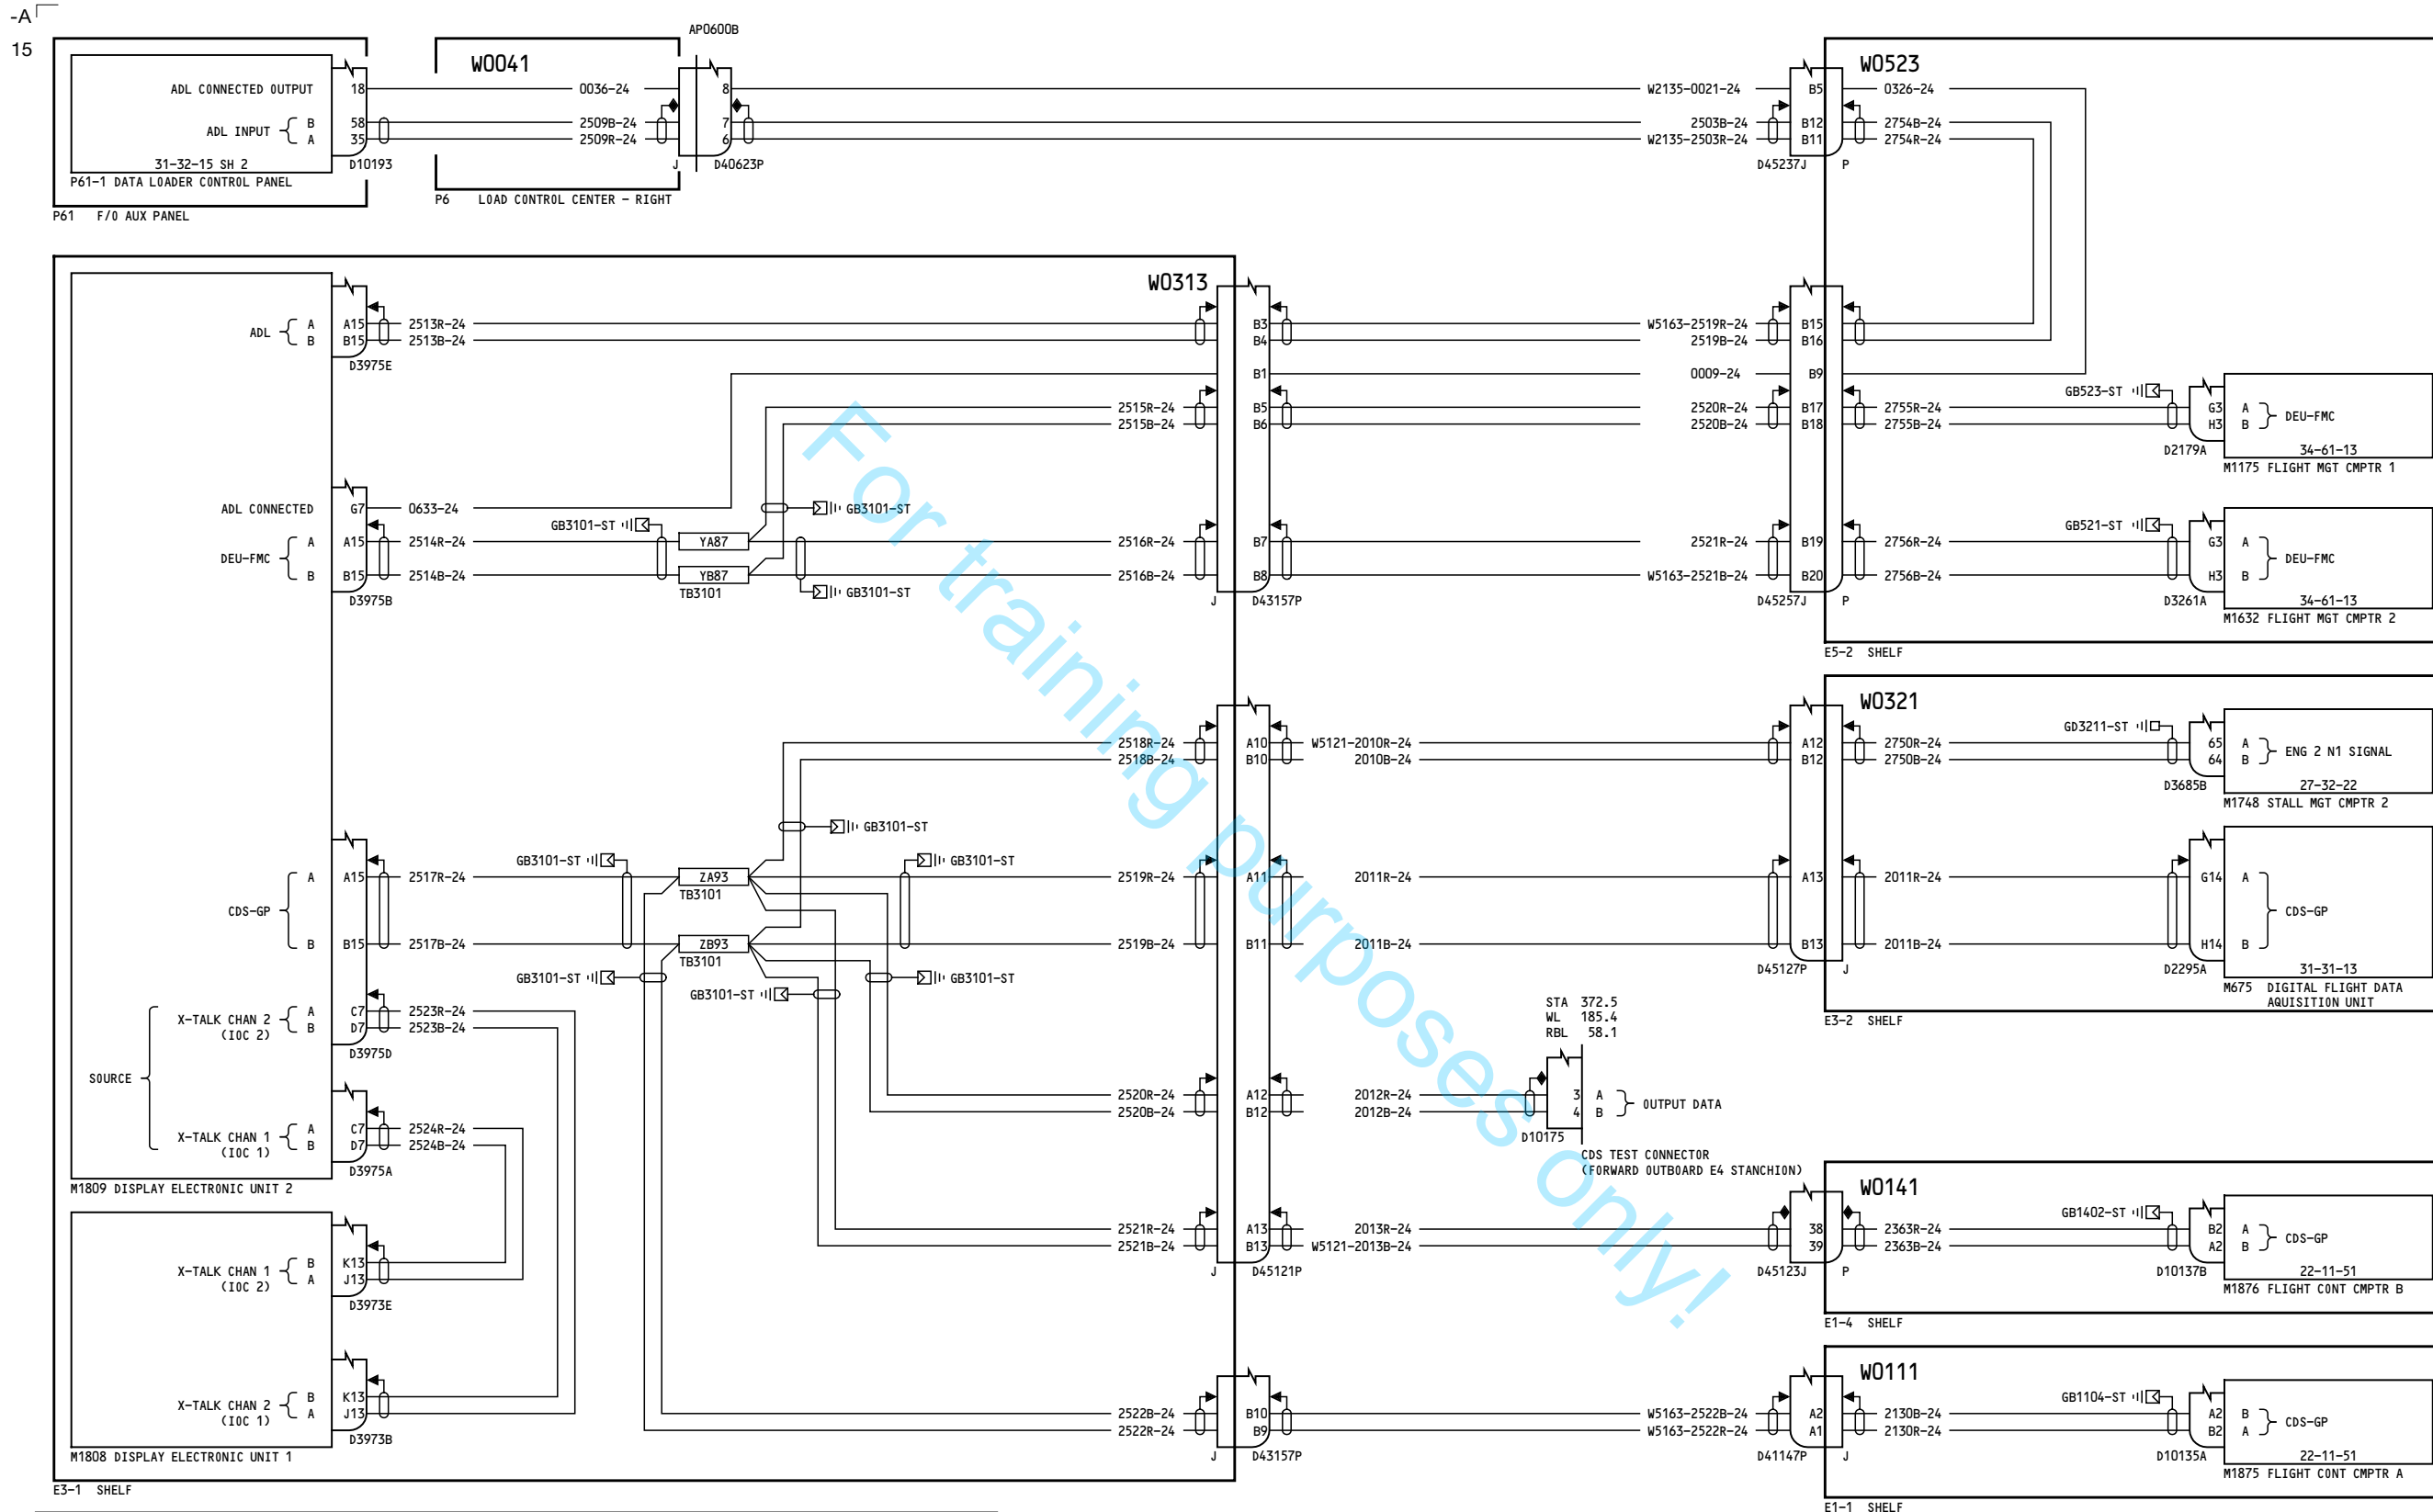 -A
15
AP0600B
W0041
W0523
ADL CONNECTED OUTPUT 18 0036-24 8 W2135-0021-24 B5 0326-24
ADL INPUT B 58 2509B-24 7 2503B-24 B12 2754B-24
A 35 2509R-24 6 W2135-2503R-24 B11 2754R-24
31-32-15 SH 2 D10193 J D40623P D45237J P
P61-1 DATA LOADER CONTROL PANEL
P6 LOAD CONTROL CENTER - RIGHT
P61 F/O AUX PANEL
W0313
ADL A A15 2513R-24 B3 W5163-2519R-24 B15
B B15 2513B-24 B4 2519B-24 B16
D3975E
B1 0009-24 B9
GB523-ST
2515R-24 B5 2520R-24 B17 2755R-24 G3 A DEU-FMC
2515B-24 B6 2520B-24 B18 2755B-24 H3 B
D2179A 34-61-13
M1175 FLIGHT MGT CMPTR 1
ADL CONNECTED G7 0633-24 GB3101-ST
GB3101-ST GB521-ST
DEU-FMC A A15 2514R-24 YA87 2516R-24 B7 2521R-24 B19 2756R-24 G3 A DEU-FMC
B B15 2514B-24 YB87 2516B-24 B8 W5163-2521B-24 B20 2756B-24 H3 B
TB3101 GB3101-ST
D3975B J D43157P D45257J P D3261A 34-61-13
M1632 FLIGHT MGT CMPTR 2
E5-2 SHELF
W0321
GD3211-ST
2518R-24 A10 W5121-2010R-24 A12 2750R-24 65 A ENG 2 N1 SIGNAL
2518B-24 B10 2010B-24 B12 2750B-24 64 B
D3685B 27-32-22
M1748 STALL MGT CMPTR 2
GB3101-ST
GB3101-ST GB3101-ST
CDS-GP A A15 2517R-24 ZA93 2519R-24 A11 2011R-24 A13 2011R-24 G14 A CDS-GP
TB3101
B B15 2517B-24 ZB93 2519B-24 B11 2011B-24 B13 2011B-24 H14 B
TB3101
D45127P J D2295A 31-31-13
GB3101-ST GB3101-ST
GB3101-ST
M675 DIGITAL FLIGHT DATA
AQUISITION UNIT
E3-2 SHELF
SOURCE
X-TALK CHAN 2 A C7 2523R-24
(IOC 2) B D7 2523B-24
D3975D
STA 372.5
WL 185.4
RBL 58.1
2520R-24 A12 2012R-24 3 A OUTPUT DATA
2520B-24 B12 2012B-24 4 B
D10175
CDS TEST CONNECTOR
(FORWARD OUTBOARD E4 STANCHION)
X-TALK CHAN 1 A C7 2524R-24
(IOC 1) B D7 2524B-24
D3975A
M1809 DISPLAY ELECTRONIC UNIT 2
W0141
GB1402-ST
2521R-24 A13 2013R-24 38 2363R-24 B2 A CDS-GP
2521B-24 B13 W5121-2013B-24 39 2363B-24 A2 B
J D45121P D45123J P D10137B 22-11-51
M1876 FLIGHT CONT CMPTR B
E1-4 SHELF
X-TALK CHAN 1 B K13
(IOC 2) A J13
D3973E
W0111
GB1104-ST
X-TALK CHAN 2 B K13
(IOC 1) A J13
D3973B
2522B-24 B10 W5163-2522B-24 A2 2130B-24 A2 B CDS-GP
2522R-24 B9 W5163-2522R-24 A1 2130R-24 B2 A
J D43157P D41147P J D10135A 22-11-51
M1875 FLIGHT CONT CMPTR A
M1808 DISPLAY ELECTRONIC UNIT 1
E3-1 SHELF
E1-1 SHELF
For training purposes only!